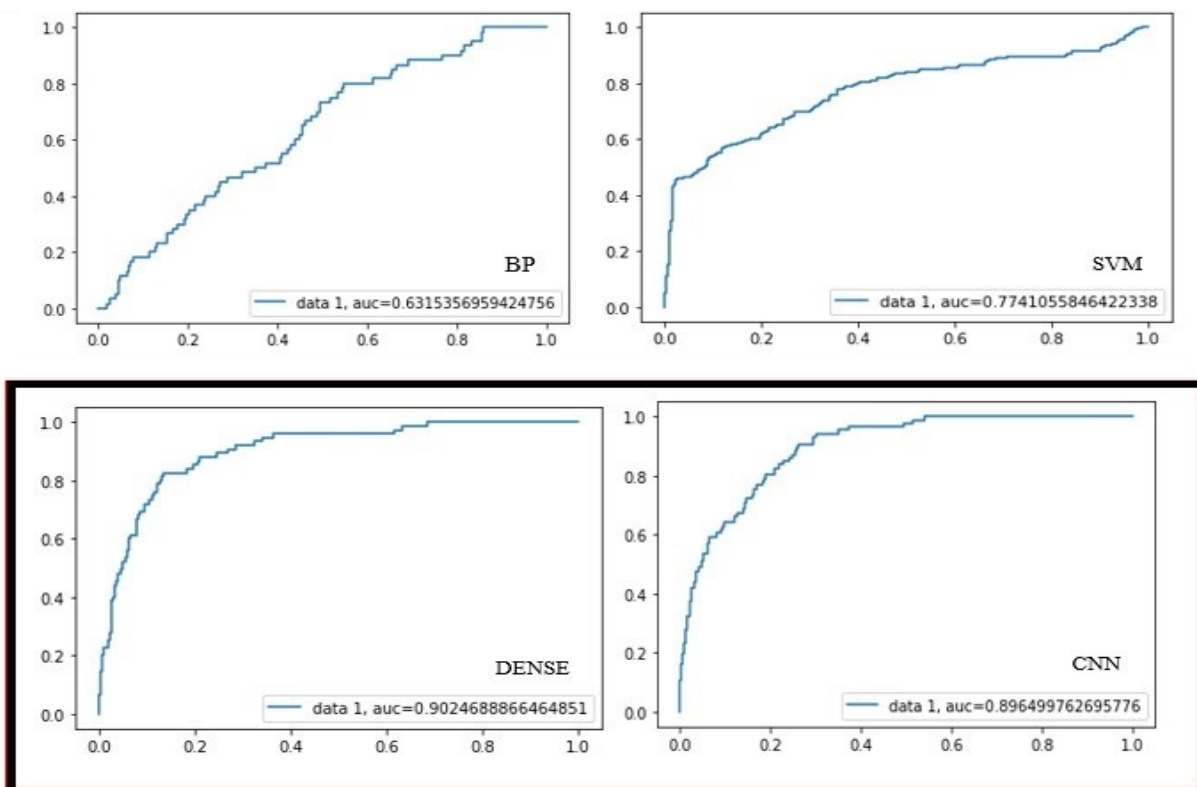 1.0
0.8
0.6
0.4
0.2
0.0
BP
data 1, auc=0.6315356959424756
0.0 0.2 0.4 0.6 0.8 1.0
1.0
0.8
0.6
0.4
0.2
0.0
SVM
data 1, auc=0.7741055846422338
0.0 0.2 0.4 0.6 0.8 1.0
1.0
0.8
0.6
0.4
0.2
0.0
DENSE
data 1, auc=0.9024688866464851
0.0 0.2 0.4 0.6 0.8 1.0
1.0
0.8
0.6
0.4
0.2
0.0
CNN
data 1, auc=0.896499762695776
0.0 0.2 0.4 0.6 0.8 1.0